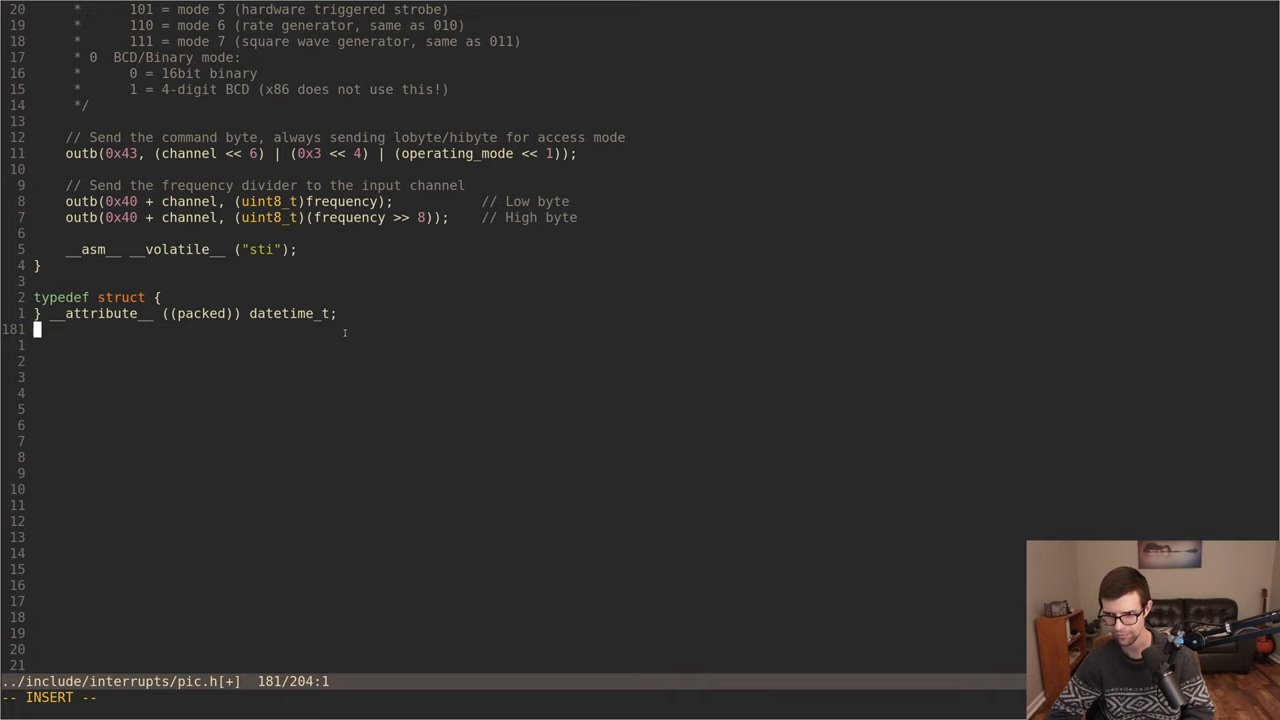 20      *      101 = mode 5 (hardware triggered strobe)
19      *      110 = mode 6 (rate generator, same as 010)
18      *      111 = mode 7 (square wave generator, same as 011)
17      * 0  BCD/Binary mode:
16      *      0 = 16bit binary
15      *      1 = 4-digit BCD (x86 does not use this!)
14      */
13
12     // Send the command byte, always sending lobyte/hibyte for access mode
11     outb(0x43, (channel << 6) | (0x3 << 4) | (operating_mode << 1));
10
9     // Send the frequency divider to the input channel
8     outb(0x40 + channel, (uint8_t)frequency);           // Low byte
7     outb(0x40 + channel, (uint8_t)(frequency >> 8));    // High byte
6
5     __asm__ __volatile__ ("sti");
4 }
3
2 typedef struct {
1 } __attribute__ ((packed)) datetime_t;
181
1
2
3
4
5
6
7
8
9
10
11
12
13
14
15
16
17
18
19
20
21
../include/interrupts/pic.h[+]  181/204:1
-- INSERT --